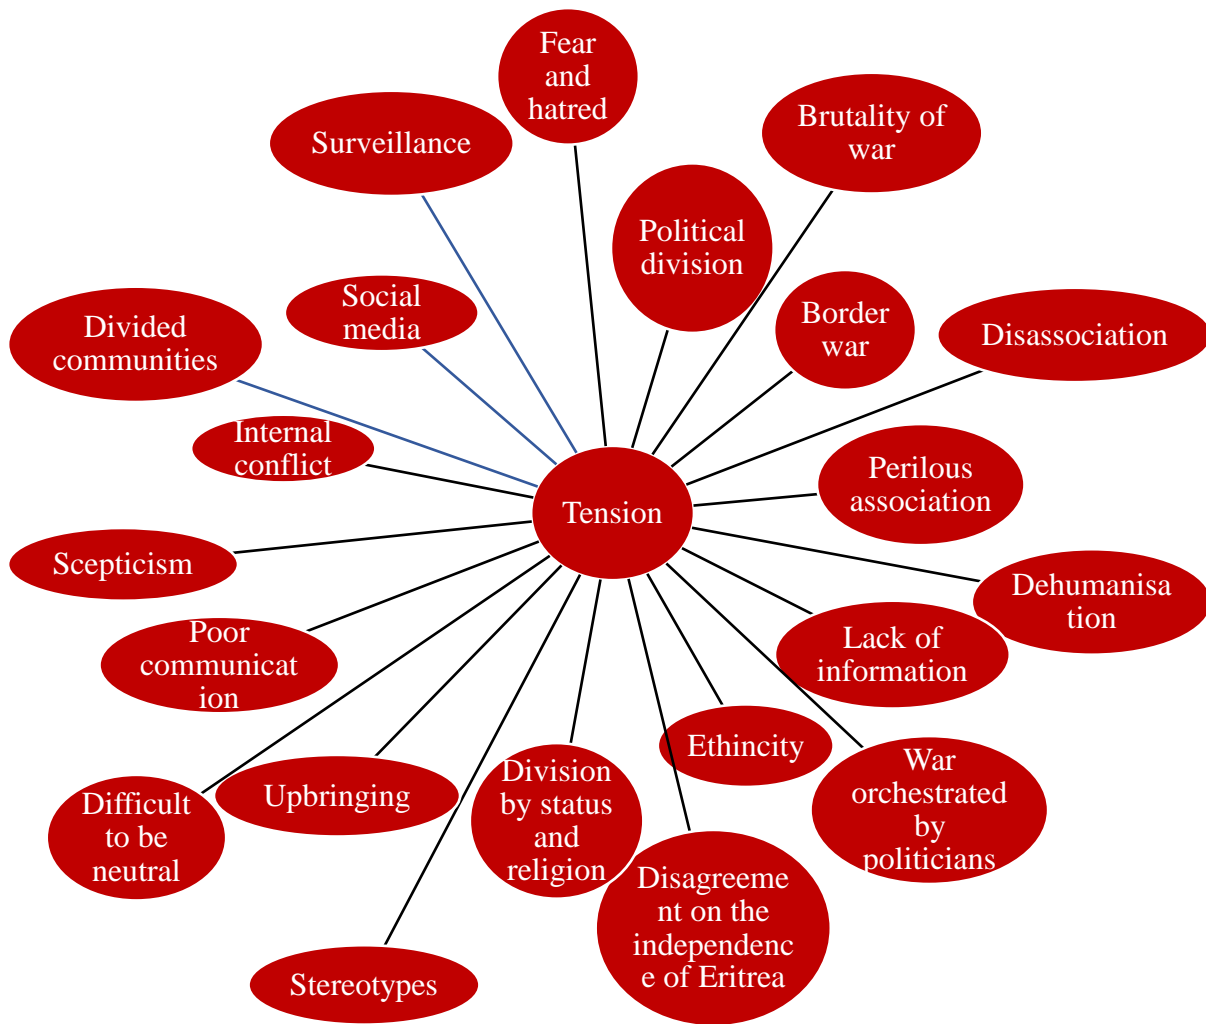 Fear
and
hatred
Surveillance
Brutality of
war
Political
division
Social
media
Border
war
Divided
communities
Disassociation
Internal
conflict
Perilous
association
Tension
Scepticism
Dehumanisa
tion
Poor
communicat
ion
Lack of
information
Ethincity
War
orchestrated
by
politicians
Upbringing
Division
by status
and
religion
Difficult
to be
neutral
Disagreeme
nt on the
independenc
e of Eritrea
Stereotypes